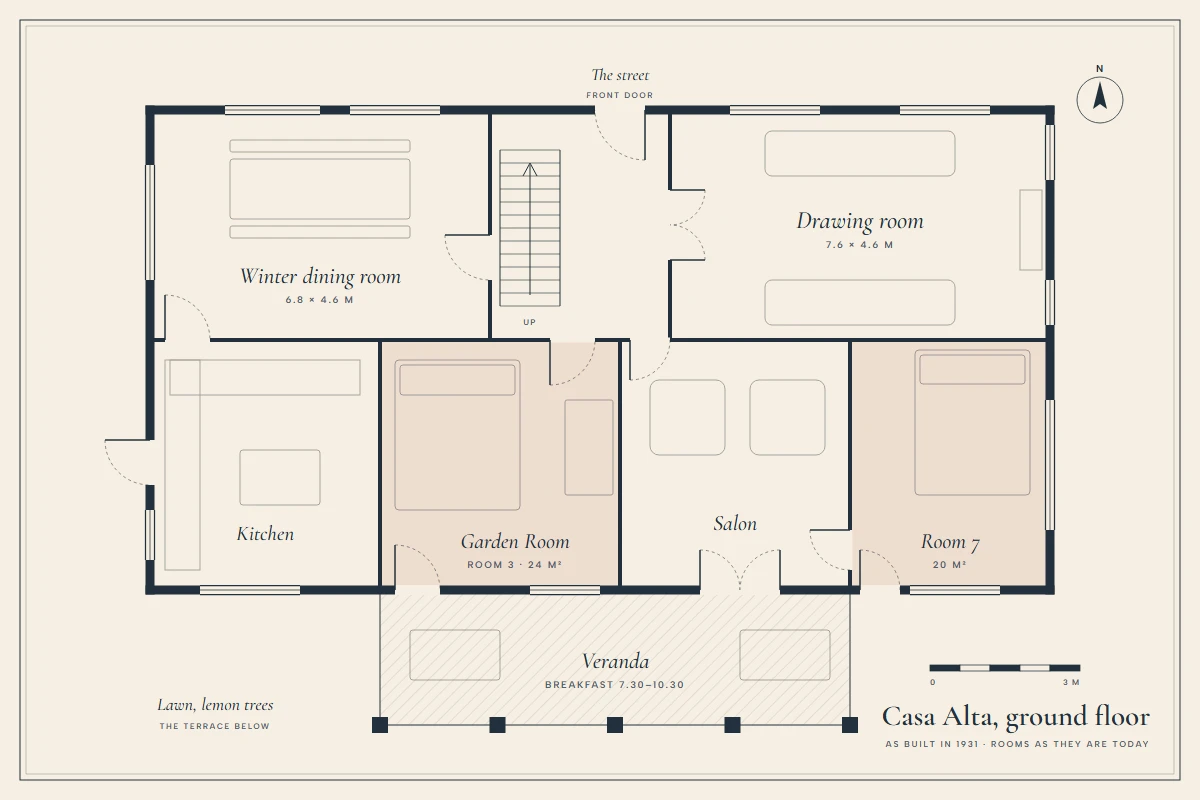 The street
FRONT DOOR
N
Drawing room
7.6 × 4.6 M
Winter dining room
6.8 × 4.6 M
UP
Kitchen
Garden Room
ROOM 3 · 24 M²
Salon
Room 7
20 M²
Veranda
BREAKFAST 7.30–10.30
Lawn, lemon trees
THE TERRACE BELOW
0 3 M
Casa Alta, ground floor
AS BUILT IN 1931 · ROOMS AS THEY ARE TODAY